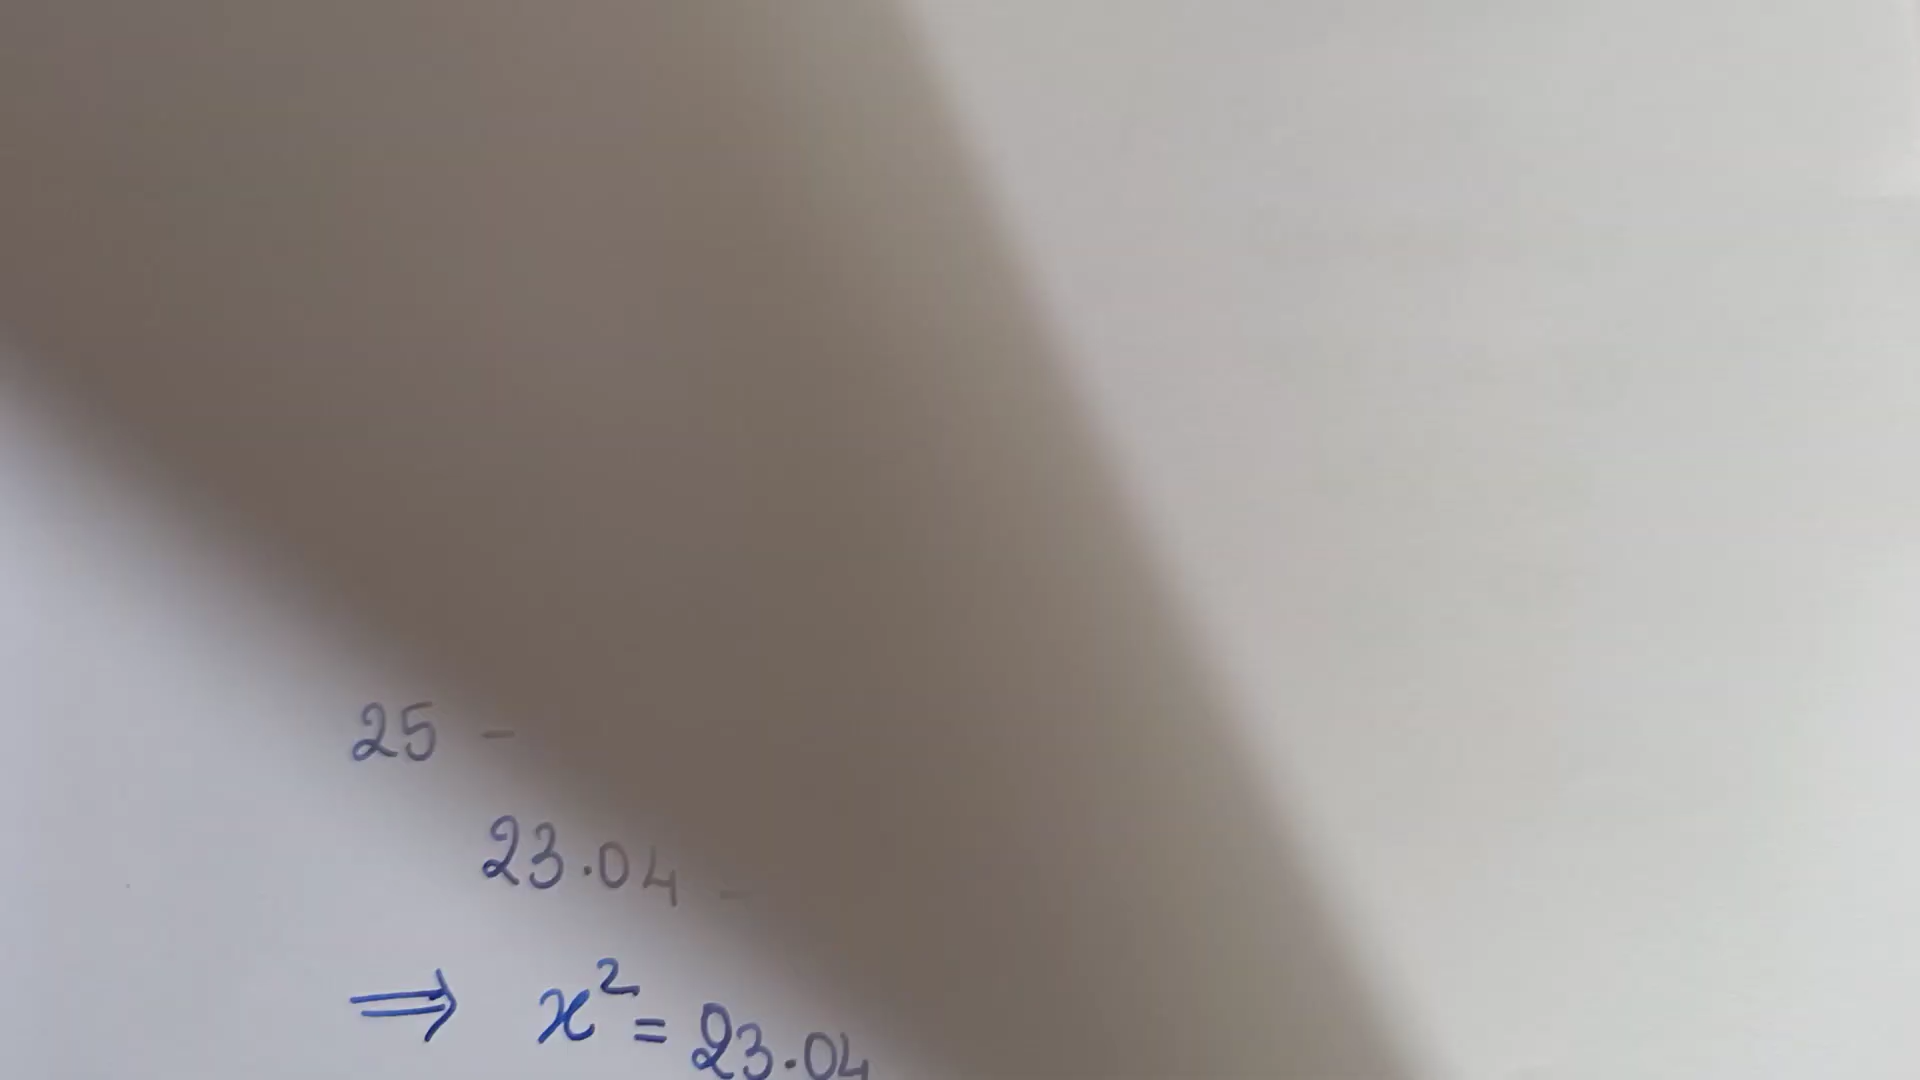 25 -
23.04 -
⟹ x² = 23.04